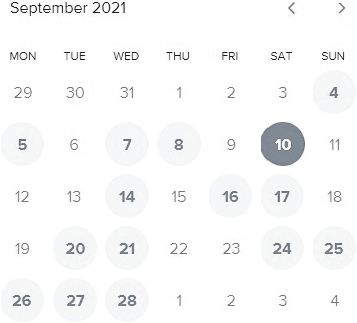 September 2021
MON TUE WED THU FRI SAT SUN
29 30 31 1 2 3 4
5 6 7 8 9 10 11
12 13 14 15 16 17 18
19 20 21 22 23 24 25
26 27 28 1 2 3 4